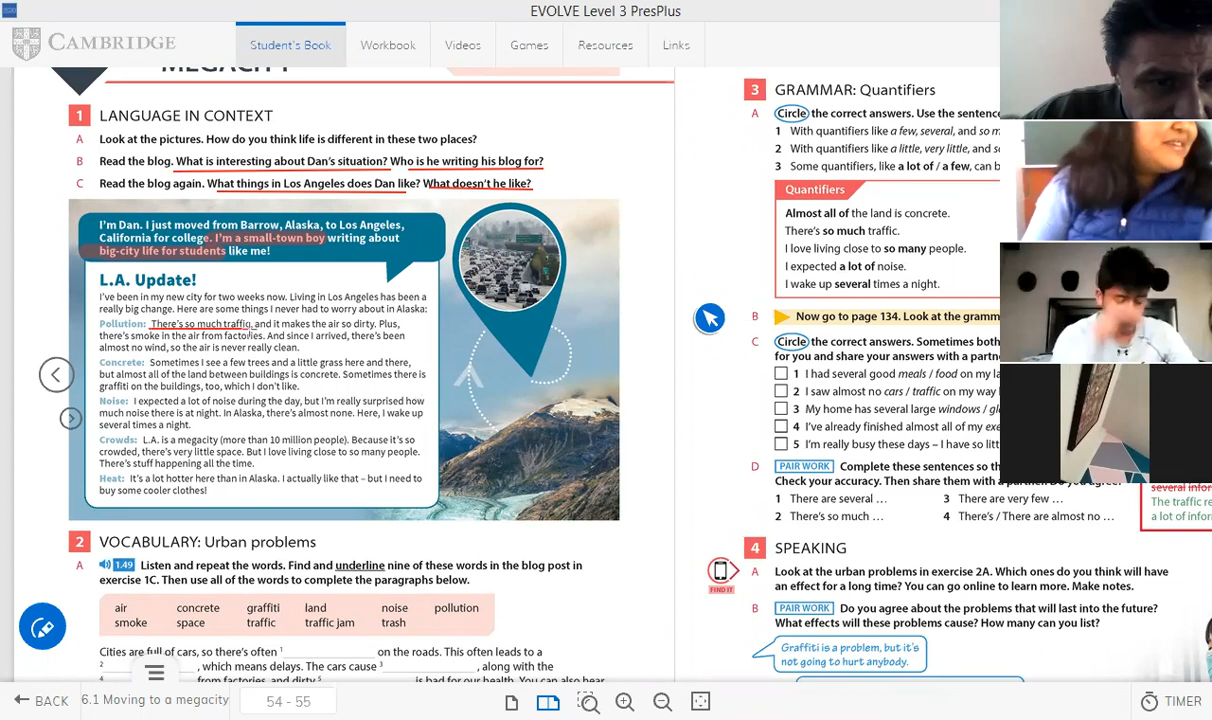 EVOLVE Level 3 PresPlus
CAMBRIDGE
Student's Book
Workbook
Videos
Games
Resources
Links
1 LANGUAGE IN CONTEXT
A Look at the pictures. How do you think life is different in these two places?
B Read the blog. What is interesting about Dan's situation? Who is he writing his blog for?
C Read the blog again. What things in Los Angeles does Dan like? What doesn't he like?
I'm Dan. I just moved from Barrow, Alaska, to Los Angeles,
California for college. I'm a small-town boy writing about
big-city life for students like me!
L.A. Update!
I've been in my new city for two weeks now. Living in Los Angeles has been a
really big change. Here are some things I never had to worry about in Alaska:
Pollution: There's so much traffic, and it makes the air so dirty. Plus,
there's smoke in the air from factories. And since I arrived, there's been
almost no wind, so the air is never really clean.
Concrete: Sometimes I see a few trees and a little grass here and there,
but almost all of the land between buildings is concrete. Sometimes there is
graffiti on the buildings, too, which I don't like.
Noise: I expected a lot of noise during the day, but I'm really surprised how
much noise there is at night. In Alaska, there's almost none. Here, I wake up
several times a night.
Crowds: L.A. is a megacity (more than 10 million people). Because it's so
crowded, there's very little space. But I love living close to so many people.
There's stuff happening all the time.
Heat: It's a lot hotter here than in Alaska. I actually like that – but I need to
buy some cooler clothes!
2 VOCABULARY: Urban problems
A 1.49 Listen and repeat the words. Find and underline nine of these words in the blog post in
exercise 1C. Then use all of the words to complete the paragraphs below.
air concrete graffiti land noise pollution
smoke space traffic traffic jam trash
Cities are full of cars, so there's often 1 on the roads. This often leads to a
2 , which means delays. The cars cause 3 , along with the
4 from factories, and dirty 5 is bad for our health. You can also hear
3 GRAMMAR: Quantifiers
A Circle the correct answers. Use the sentenc
1 With quantifiers like a few, several, and so m
2 With quantifiers like a little, very little, and s
3 Some quantifiers, like a lot of / a few, can b
Quantifiers
Almost all of the land is concrete.
There's so much traffic.
I love living close to so many people.
I expected a lot of noise.
I wake up several times a night.
B Now go to page 134. Look at the gramm
C Circle the correct answers. Sometimes both
for you and share your answers with a partn
1 I had several good meals / food on my la
2 I saw almost no cars / traffic on my way
3 My home has several large windows / gl
4 I've already finished almost all of my exe
5 I'm really busy these days – I have so litt
D PAIR WORK Complete these sentences so th
Check your accuracy. Then share them with a partner. Do you agree?
1 There are several … 3 There are very few …
2 There's so much … 4 There's / There are almost no …
several infor
The traffic re
a lot of infor
4 SPEAKING
FIND IT
A Look at the urban problems in exercise 2A. Which ones do you think will have
an effect for a long time? You can go online to learn more. Make notes.
B PAIR WORK Do you agree about the problems that will last into the future?
What effects will these problems cause? How many can you list?
Graffiti is a problem, but it's
not going to hurt anybody.
BACK
6.1 Moving to a megacity
54 - 55
TIMER